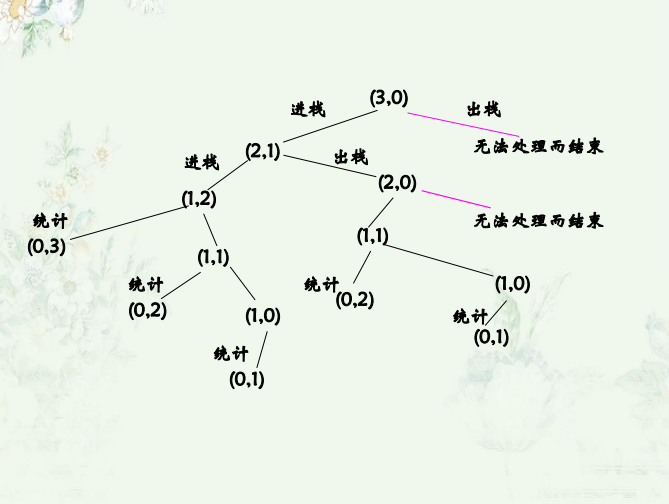 (3,0)
进栈
出栈
无法处理而结束
(2,1)
进栈
出栈
(2,0)
(1,2)
统计
无法处理而结束
(0,3)
(1,1)
(1,1)
统计
(0,2)
统计
(0,2)
(1,0)
(1,0)
统计
(0,1)
统计
(0,1)